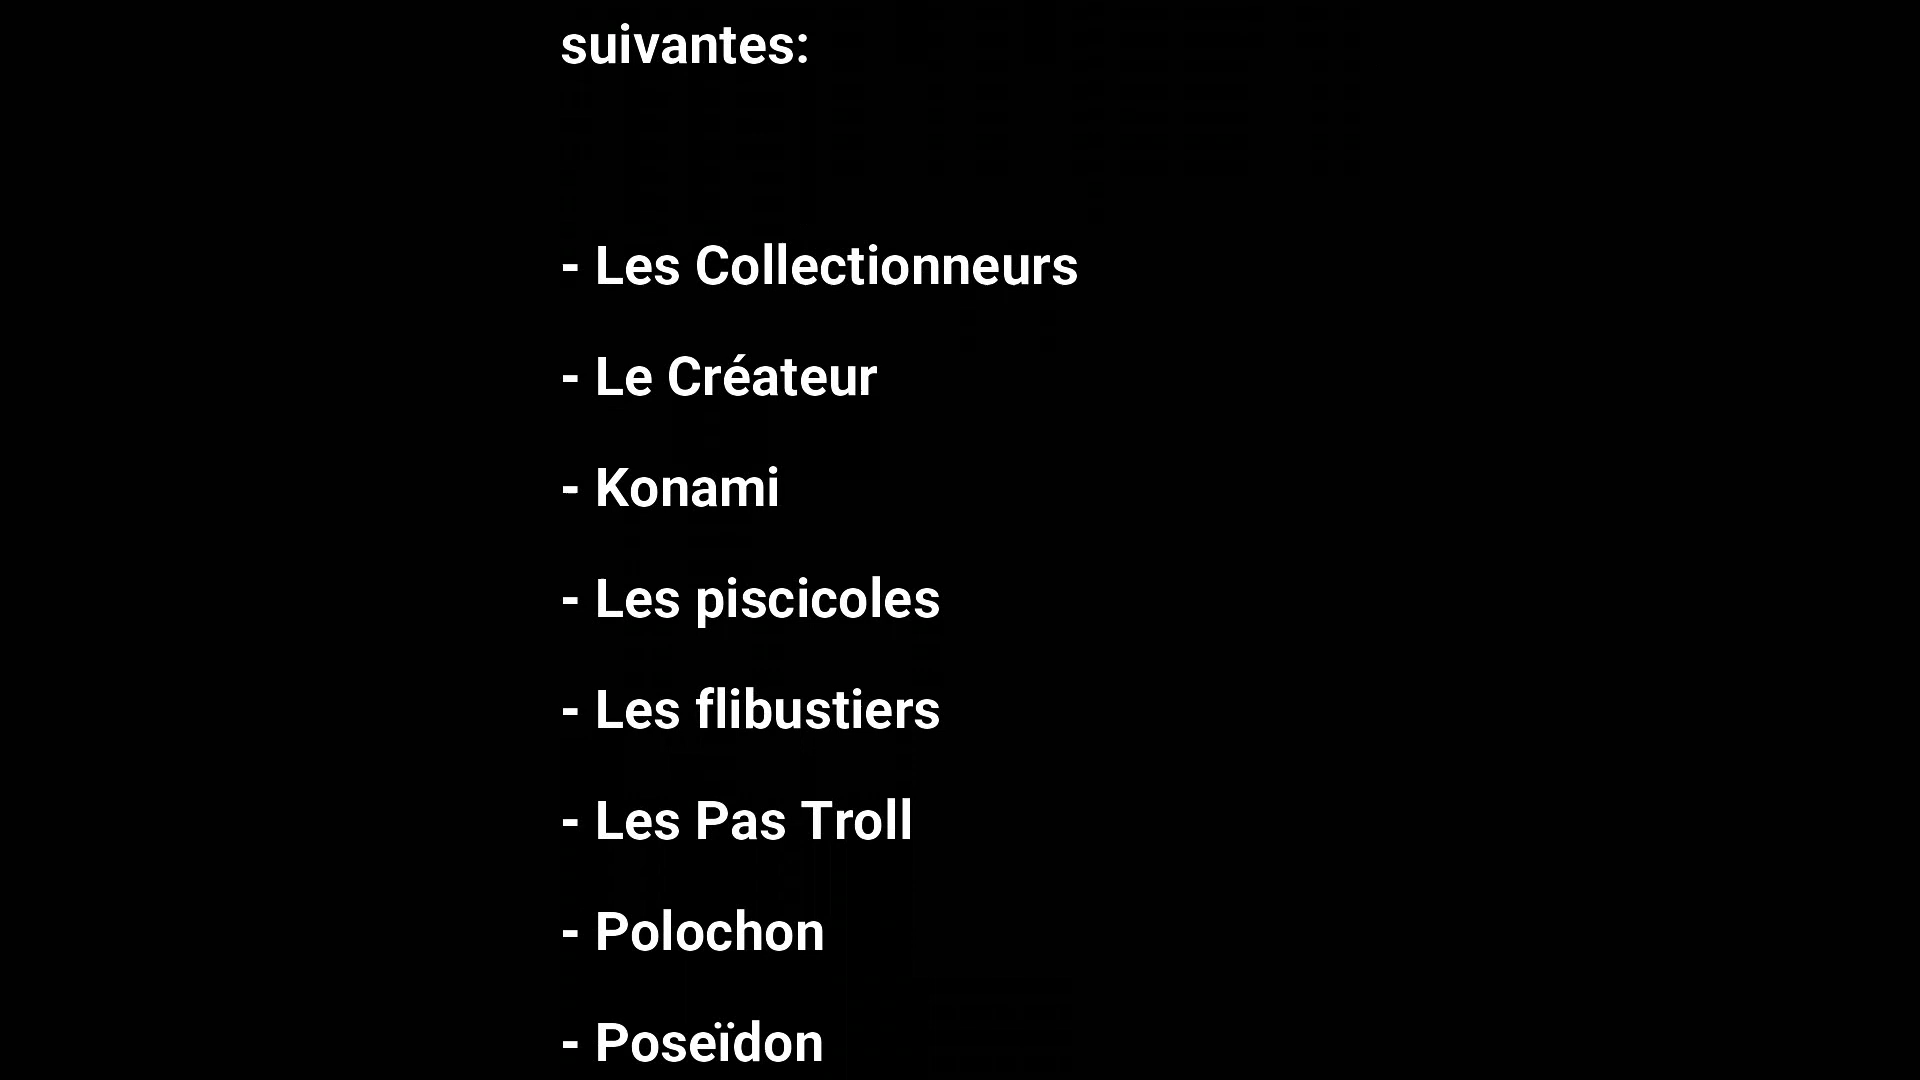 suivantes:
- Les Collectionneurs
- Le Créateur
- Konami
- Les piscicoles
- Les flibustiers
- Les Pas Troll
- Polochon
- Poseïdon